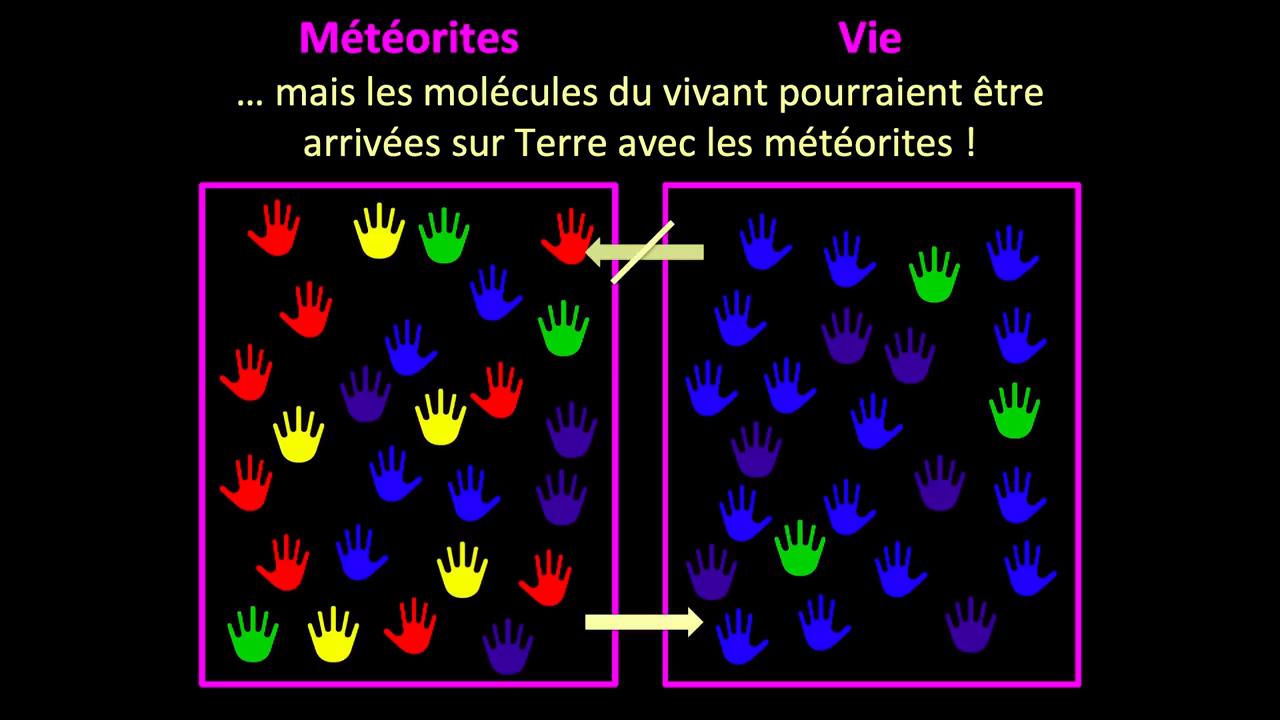 Météorites
Vie
… mais les molécules du vivant pourraient être
arrivées sur Terre avec les météorites !